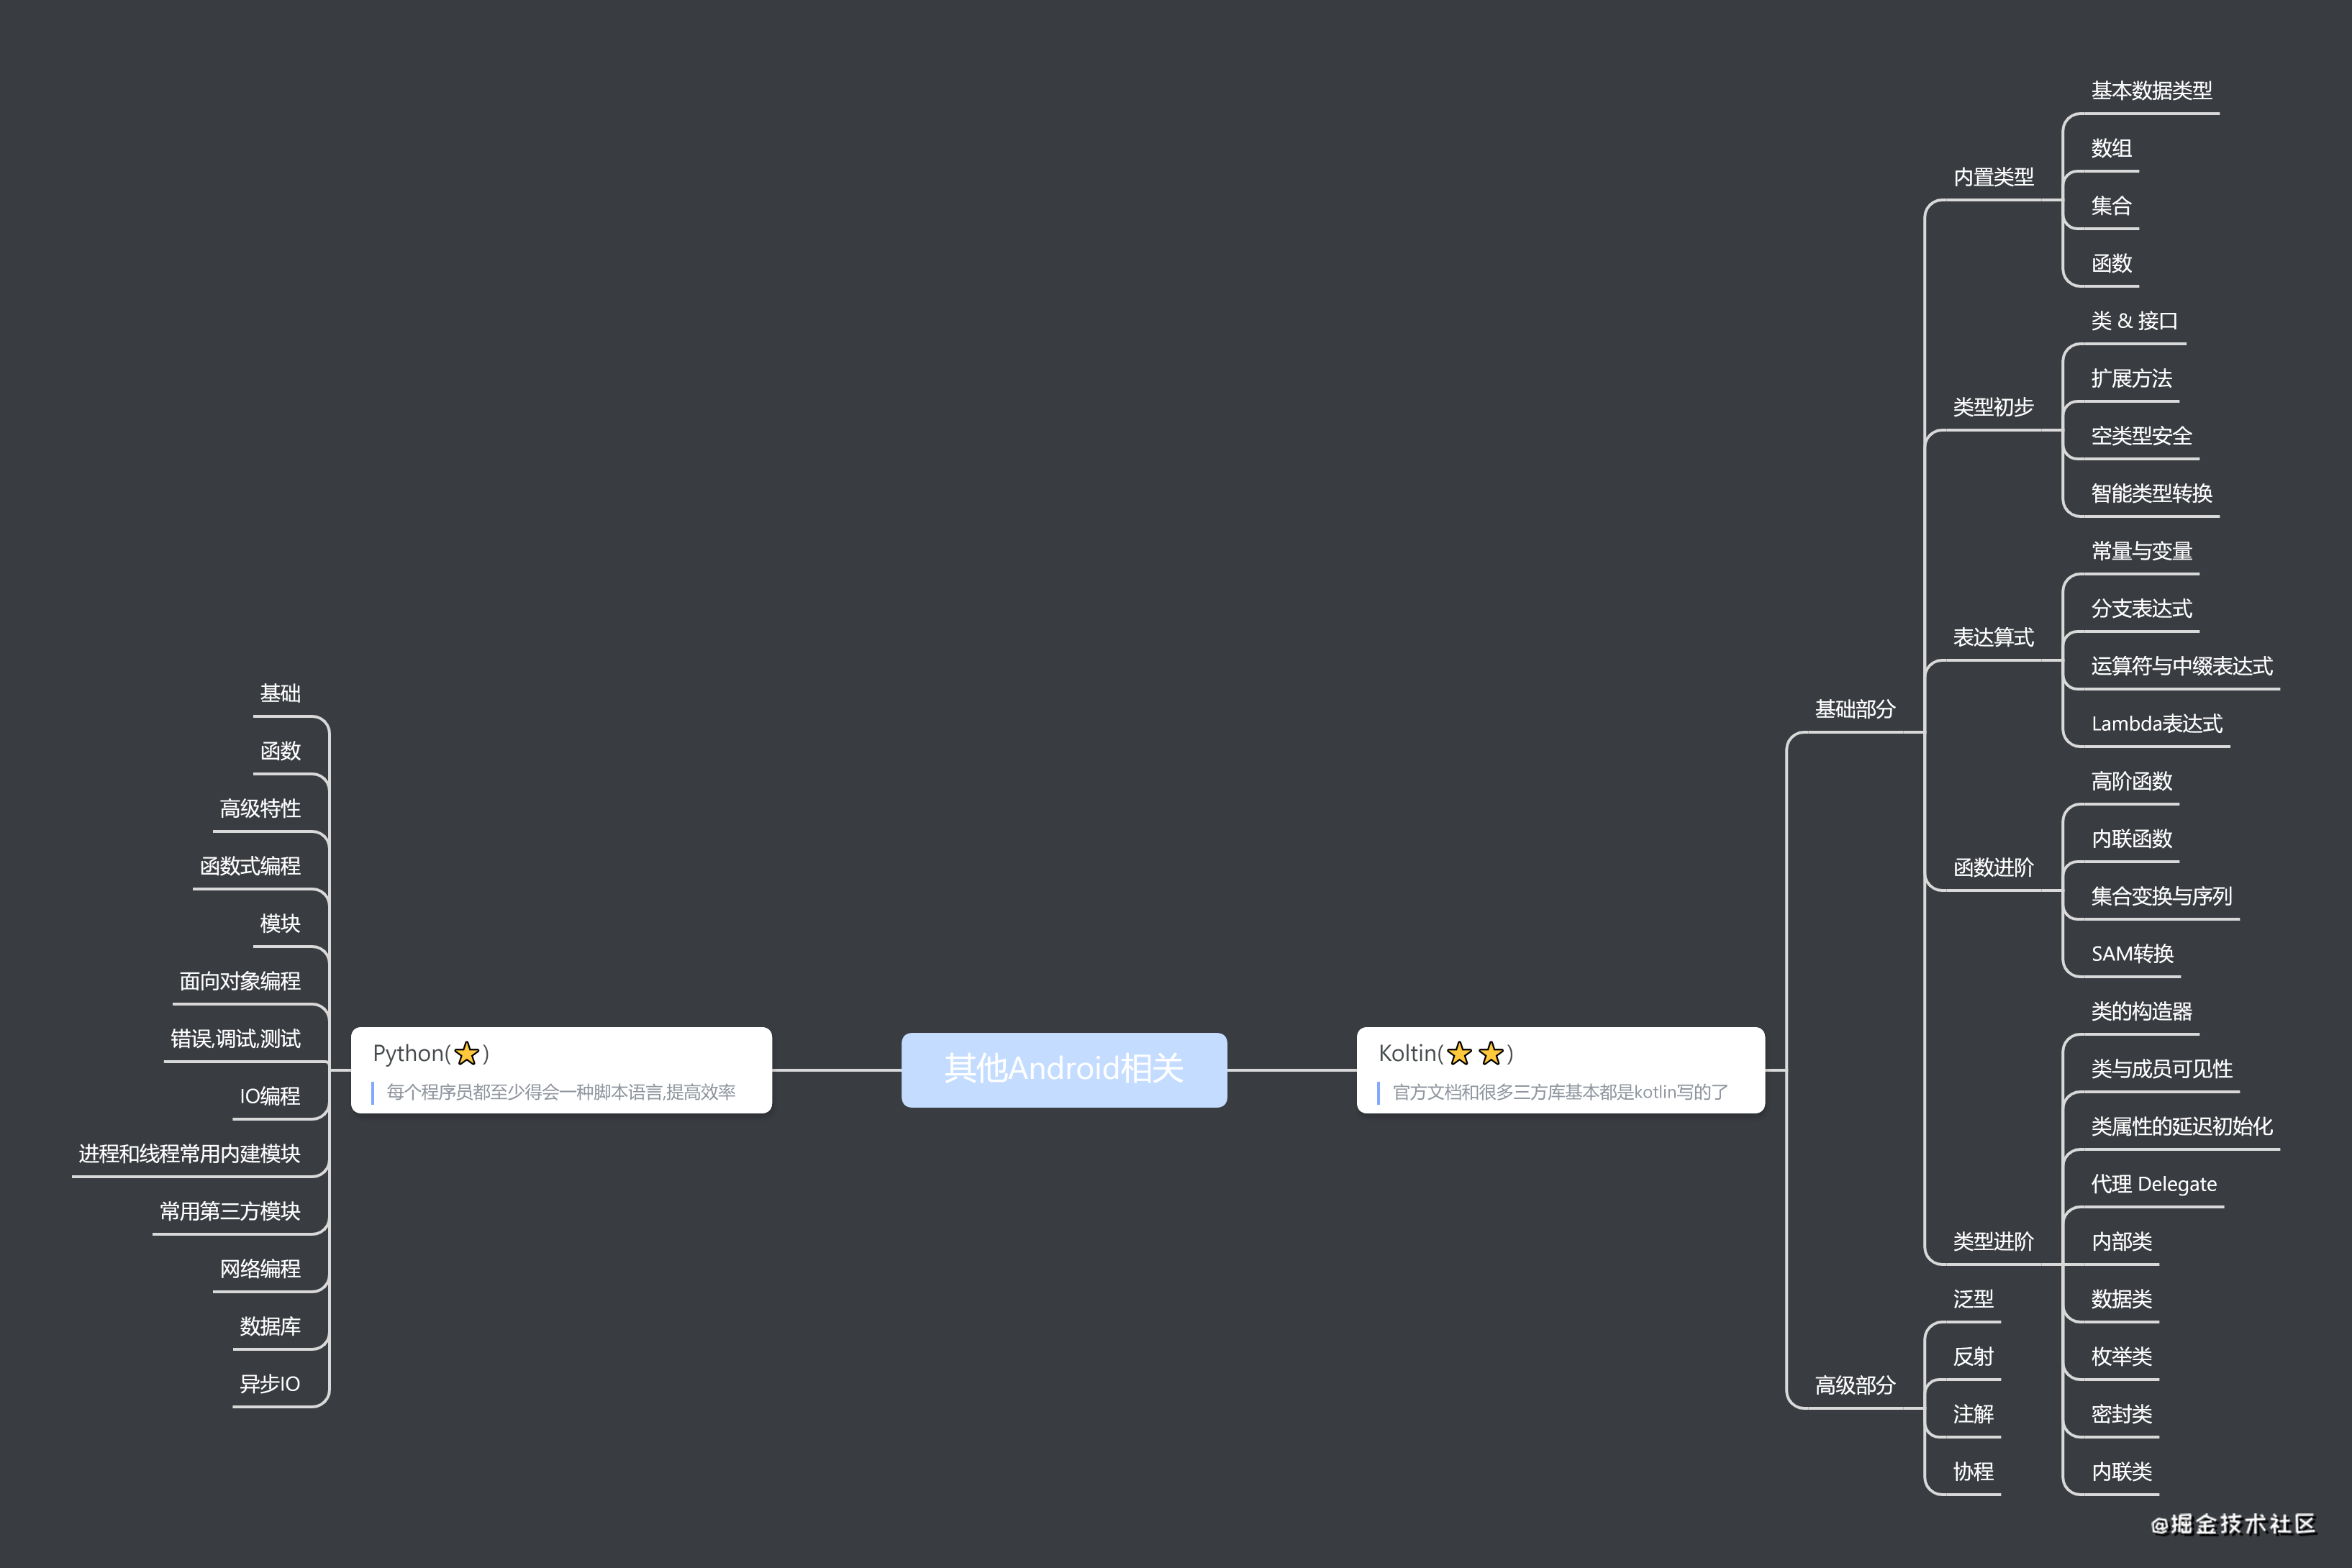 其他Android相关
Python(⭐)
每个程序员都至少得会一种脚本语言,提高效率
基础
函数
高级特性
函数式编程
模块
面向对象编程
错误,调试,测试
IO编程
进程和线程常用内建模块
常用第三方模块
网络编程
数据库
异步IO
Koltin(⭐⭐)
官方文档和很多三方库基本都是kotlin写的了
基础部分
内置类型
基本数据类型
数组
集合
函数
类型初步
类 & 接口
扩展方法
空类型安全
智能类型转换
表达算式
常量与变量
分支表达式
运算符与中缀表达式
Lambda表达式
函数进阶
高阶函数
内联函数
集合变换与序列
SAM转换
类型进阶
类的构造器
类与成员可见性
类属性的延迟初始化
代理 Delegate
内部类
数据类
枚举类
密封类
内联类
高级部分
泛型
反射
注解
协程
@掘金技术社区